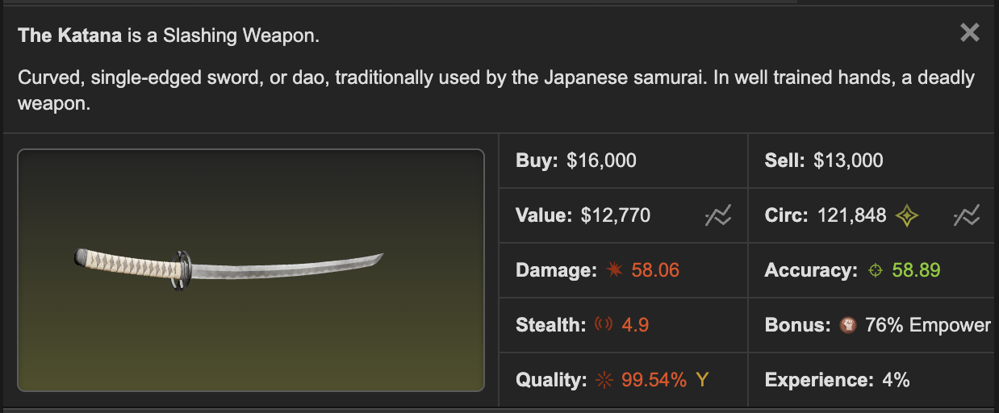 The Katana is a Slashing Weapon.
Curved, single-edged sword, or dao, traditionally used by the Japanese samurai. In well trained hands, a deadly
weapon.
Buy: $16,000
Sell: $13,000
Value: $12,770
Circ: 121,848
Damage: 58.06
Accuracy: 58.89
Stealth: 4.9
Bonus: 76% Empower
Quality: 99.54% Y
Experience: 4%